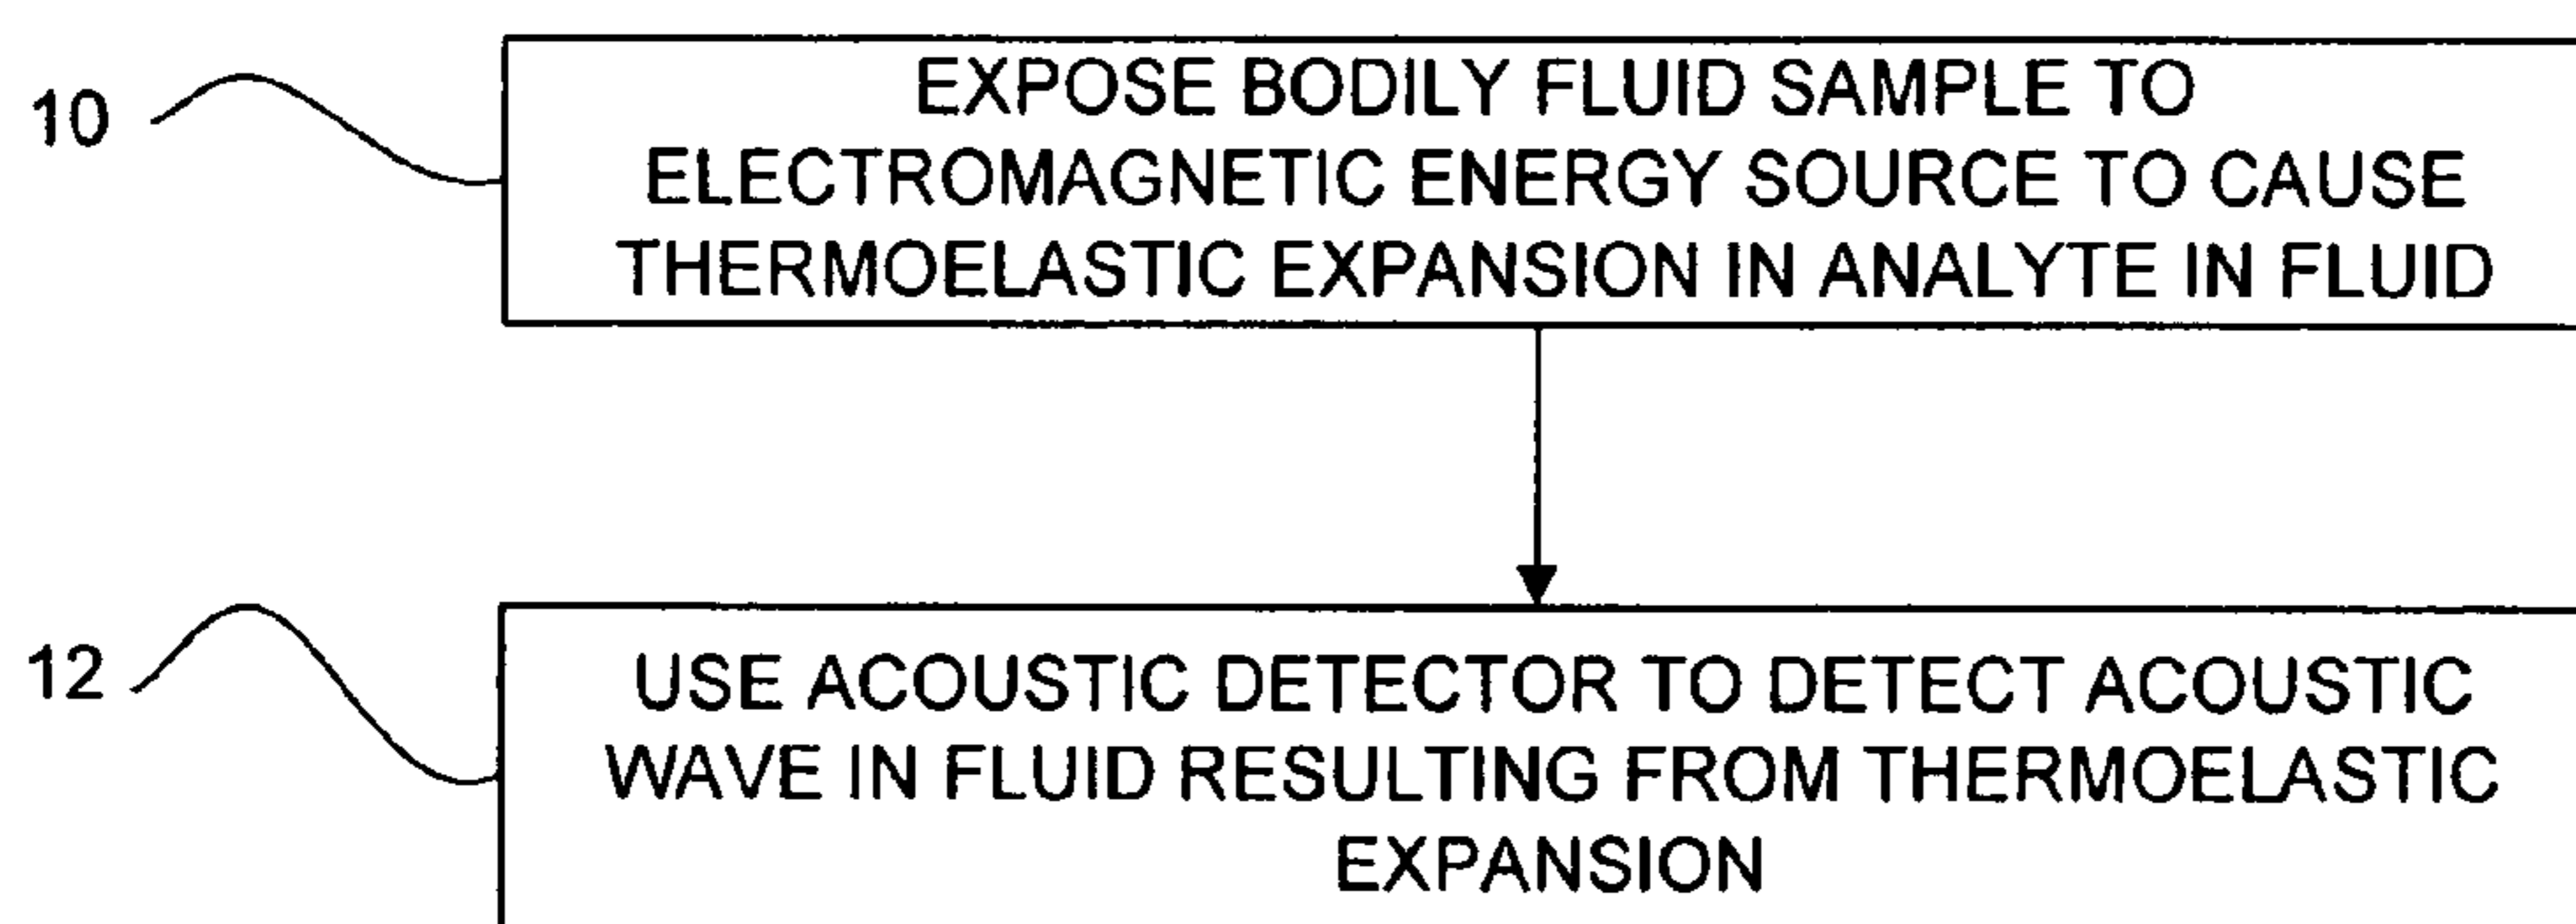 10
EXPOSE BODILY FLUID SAMPLE TO
ELECTROMAGNETIC ENERGY SOURCE TO CAUSE
THERMOELASTIC EXPANSION IN ANALYTE IN FLUID
12
USE ACOUSTIC DETECTOR TO DETECT ACOUSTIC
WAVE IN FLUID RESULTING FROM THERMOELASTIC
EXPANSION